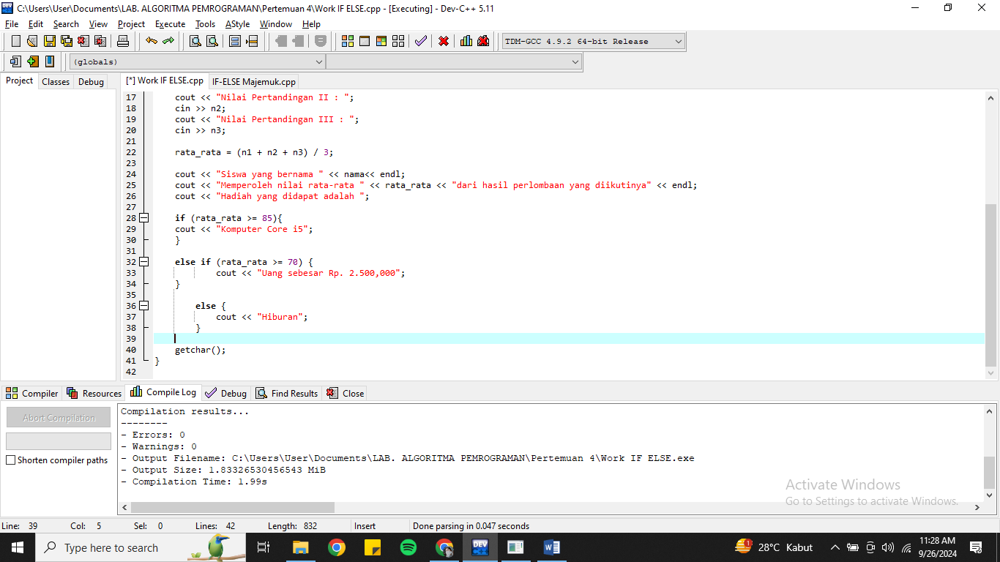 C:\Users\User\Documents\LAB. ALGORITMA PEMROGRAMAN\Pertemuan 4\Work IF ELSE.cpp - [Executing] - Dev-C++ 5.11
File Edit Search View Project Execute Tools AStyle Window Help
TDM-GCC 4.9.2 64-bit Release
(globals)
Project Classes Debug [*] Work IF ELSE.cpp IF-ELSE Majemuk.cpp
17 cout << "Nilai Pertandingan II : ";
18 cin >> n2;
19 cout << "Nilai Pertandingan III : ";
20 cin >> n3;
21
22 rata_rata = (n1 + n2 + n3) / 3;
23
24 cout << "Siswa yang bernama " << nama<< endl;
25 cout << "Memperoleh nilai rata-rata " << rata_rata << "dari hasil perlombaan yang diikutinya" << endl;
26 cout << "Hadiah yang didapat adalah ";
27
28 if (rata_rata >= 85){
29 cout << "Komputer Core i5";
30 }
31
32 else if (rata_rata >= 70) {
33 cout << "Uang sebesar Rp. 2.500,000";
34 }
35
36 else {
37 cout << "Hiburan";
38 }
39
40 getchar();
41 }
42
Compiler Resources Compile Log Debug Find Results Close
Abort Compilation
Shorten compiler paths
Compilation results...
--------
- Errors: 0
- Warnings: 0
- Output Filename: C:\Users\User\Documents\LAB. ALGORITMA PEMROGRAMAN\Pertemuan 4\Work IF ELSE.exe
- Output Size: 1.83326530456543 MiB
- Compilation Time: 1.99s
Activate Windows
Go to Settings to activate Windows.
Line: 39 Col: 5 Sel: 0 Lines: 42 Length: 832 Insert Done parsing in 0.047 seconds
Type here to search
DEV
28°C Kabut
11:28 AM
9/26/2024